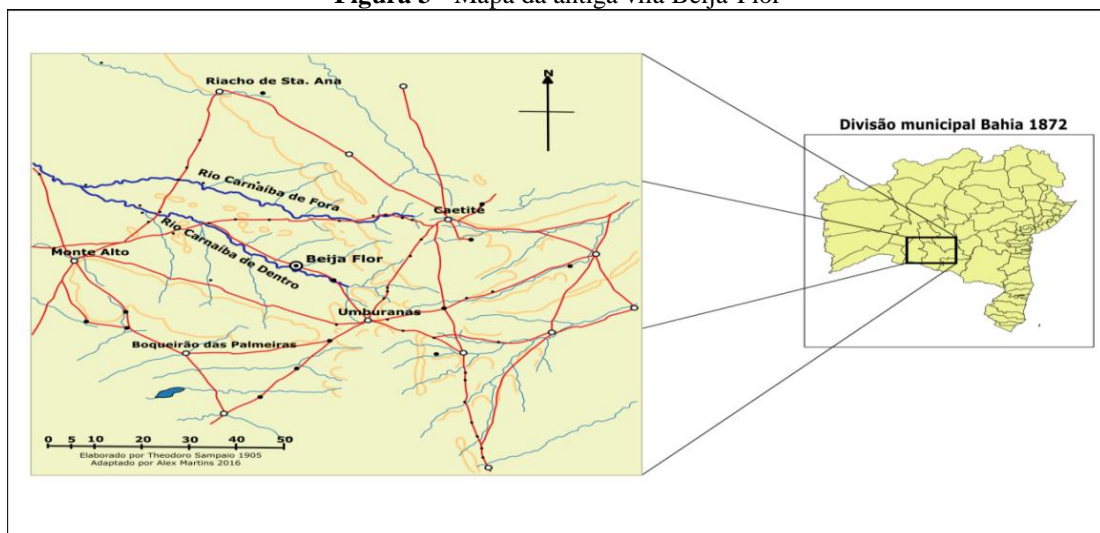 Figura 3 - Mapa da antiga vila Beija-Flor
Riacho de Sta. Ana
N
Divisão municipal Bahia 1872
Rio Carnaíba de Fora
Caetité
Rio Carnaíba de Dentro
Monte Alto
Beija Flor
Umburanas
Boqueirão das Palmeiras
0 5 10 20 30 40 50
Elaborado por Theodoro Sampaio 1905
Adaptado por Alex Martins 2016